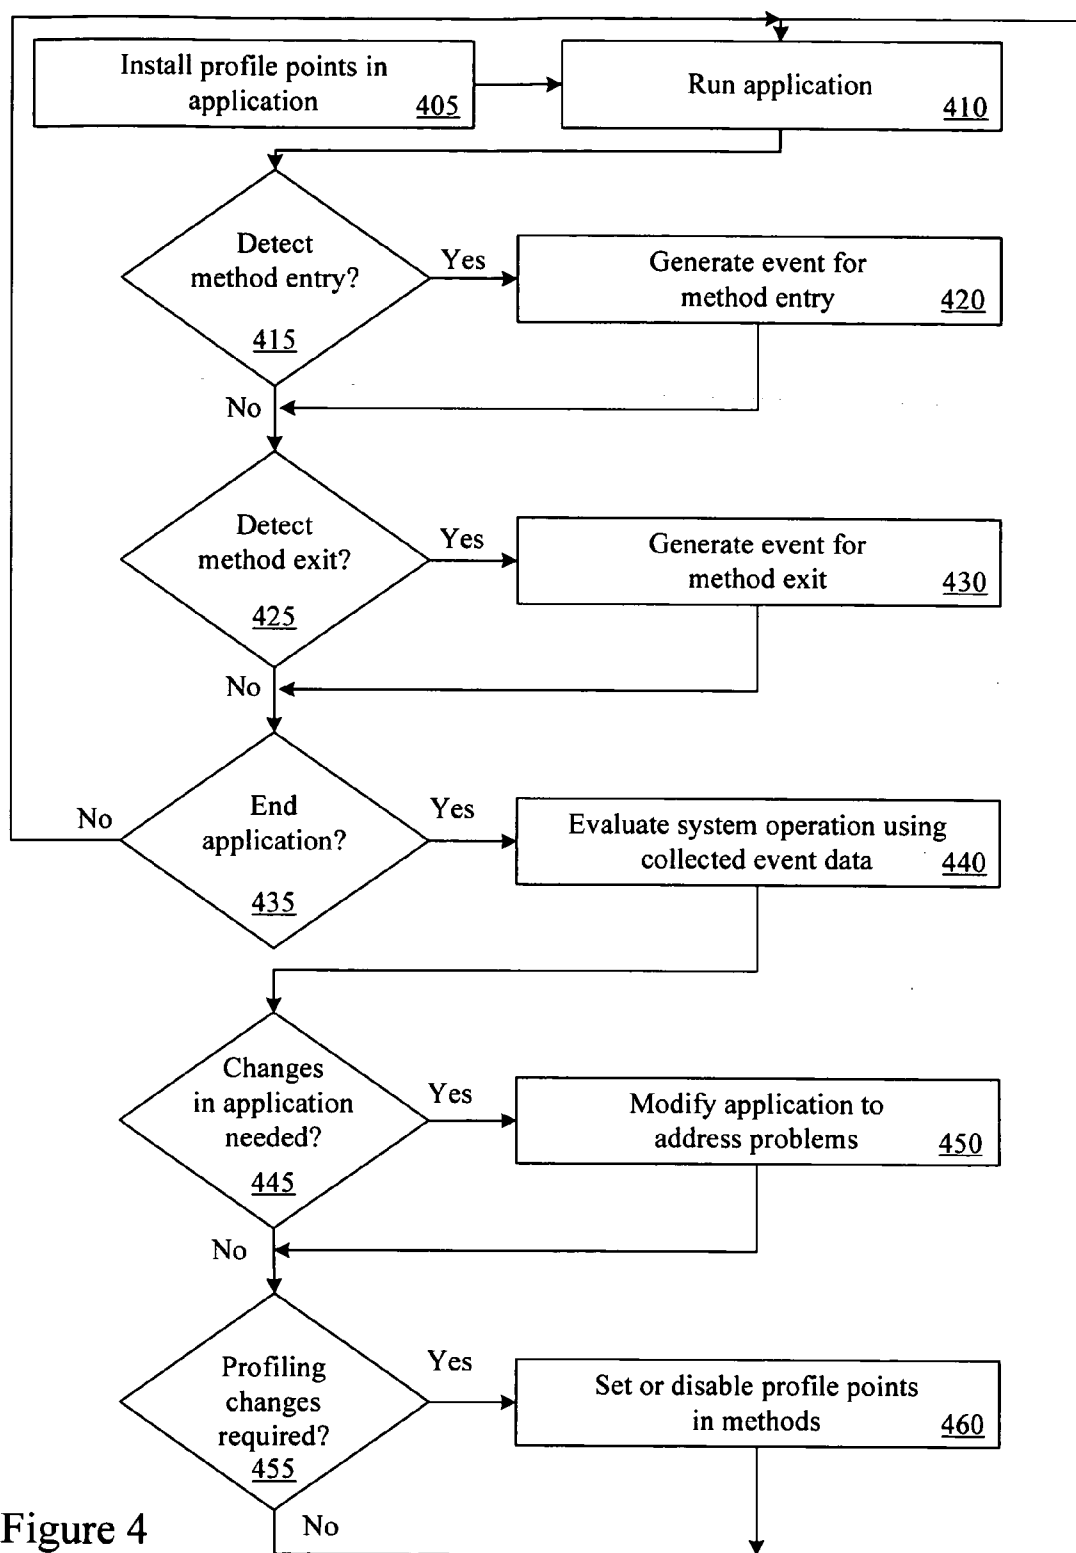 Install profile points in
application 405
Run application
410
Detect
method entry?
415
Yes
Generate event for
method entry 420
No
Detect
method exit?
425
Yes
Generate event for
method exit 430
No
End
application?
435
No
Yes
Evaluate system operation using
collected event data 440
Changes
in application
needed?
445
Yes
Modify application to
address problems 450
No
Profiling
changes
required?
455
Yes
Set or disable profile points
in methods 460
No
Figure 4